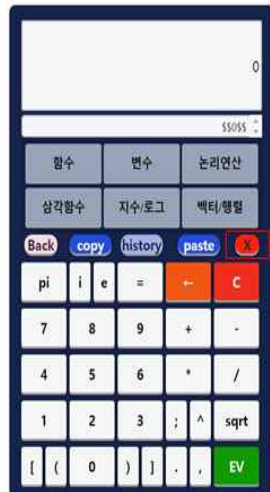 0
$$0$$
함수 변수 논리연산
삼각함수 지수/로그 벡터/행렬
Back copy history paste X
pi i e = ← C
7 8 9 + -
4 5 6 * /
1 2 3 ; ^ sqrt
[ ( 0 ) ] . , EV